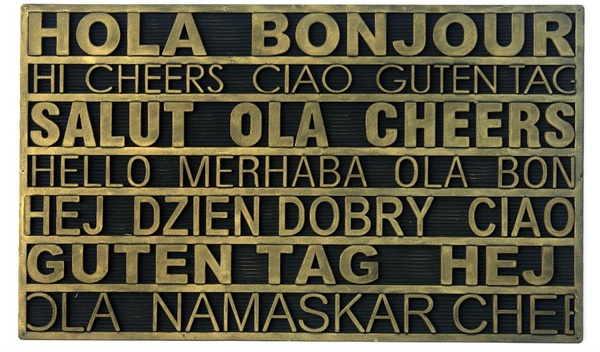 HOLA BONJOUR
HI CHEERS CIAO GUTEN TAG
SALUT OLA CHEERS
HELLO MERHABA OLA BON
HEJ DZIEN DOBRY CIAO
GUTEN TAG HEJ
OLA NAMASKAR CHEE